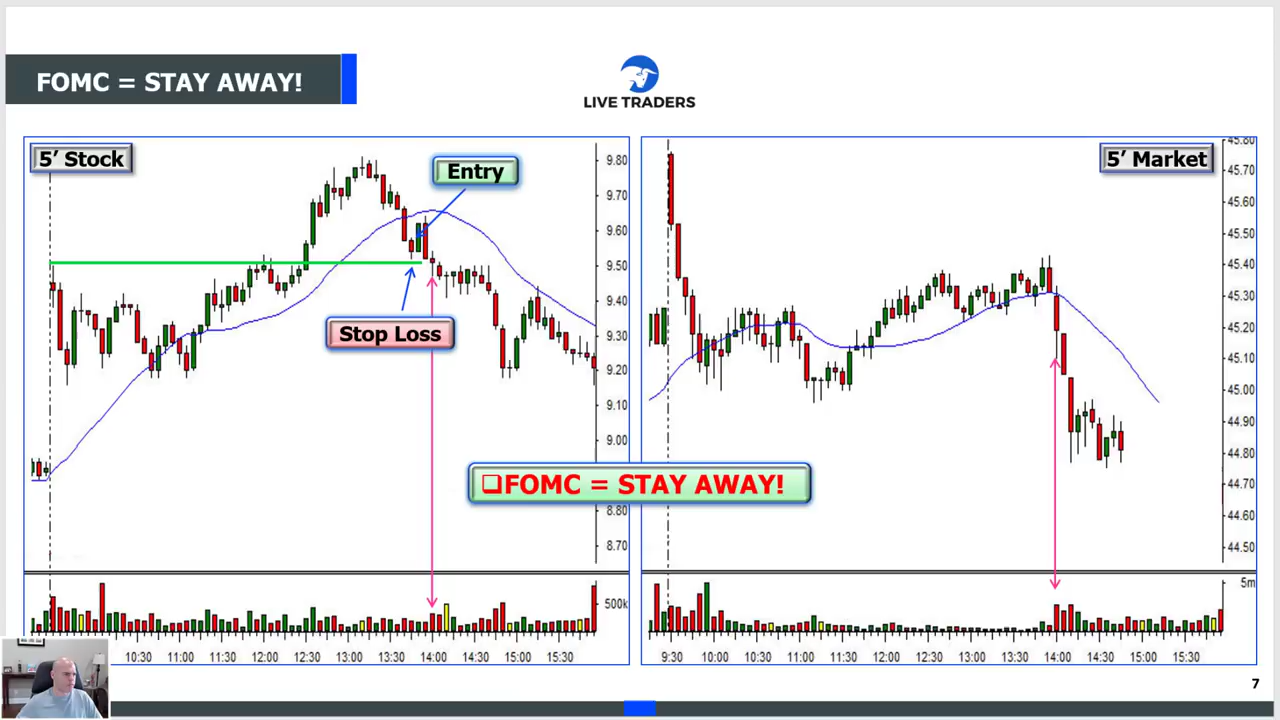 FOMC = STAY AWAY!
LIVE TRADERS
5′ Stock
Entry
Stop Loss
9.80
9.70
9.60
9.50
9.40
9.30
9.20
9.10
9.00
8.80
8.70
500k
10:30 11:00 11:30 12:00 12:30 13:00 13:30 14:00 14:30 15:00 15:30
5′ Market
45.80
45.60
45.50
45.40
45.30
45.20
45.10
45.00
44.90
44.80
44.70
44.60
44.50
5m
9:30 10:00 10:30 11:00 11:30 12:00 12:30 13:00 13:30 14:00 14:30 15:00 15:30
❑FOMC = STAY AWAY!
7